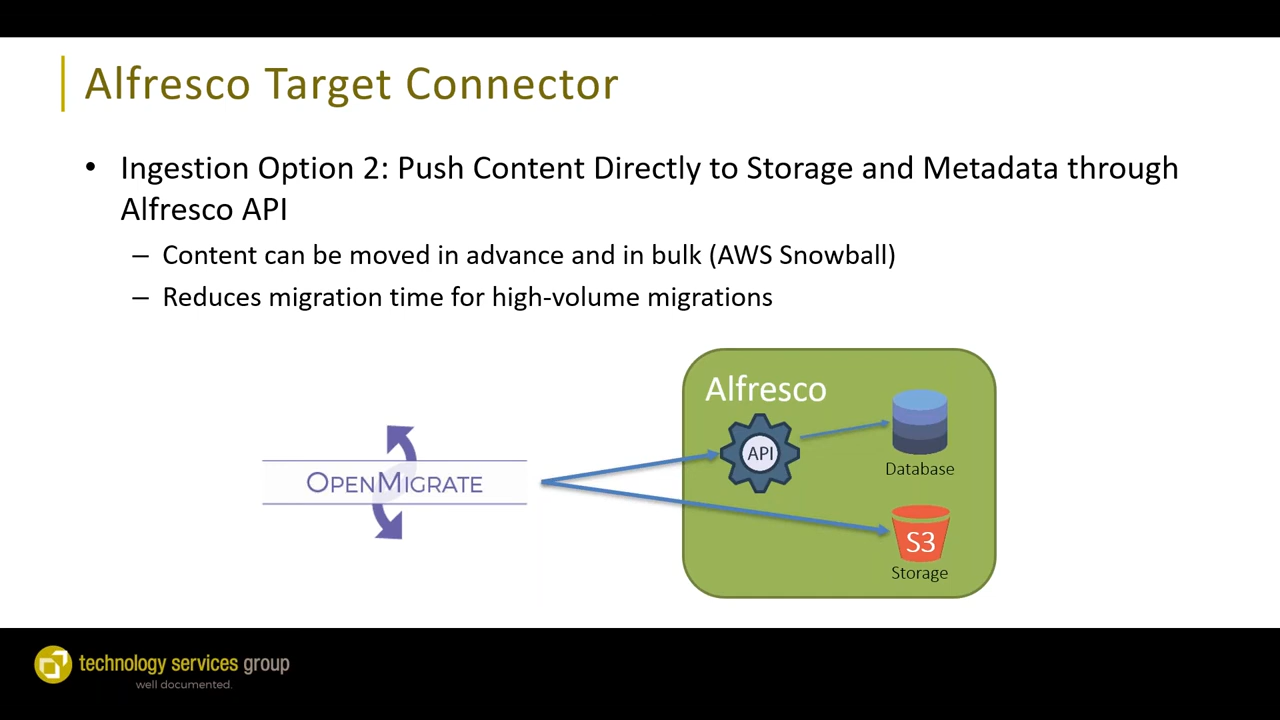 Alfresco Target Connector
• Ingestion Option 2: Push Content Directly to Storage and Metadata through
Alfresco API
– Content can be moved in advance and in bulk (AWS Snowball)
– Reduces migration time for high-volume migrations
Alfresco
API
Database
OPENMIGRATE
S3
Storage
technology services group
well documented.